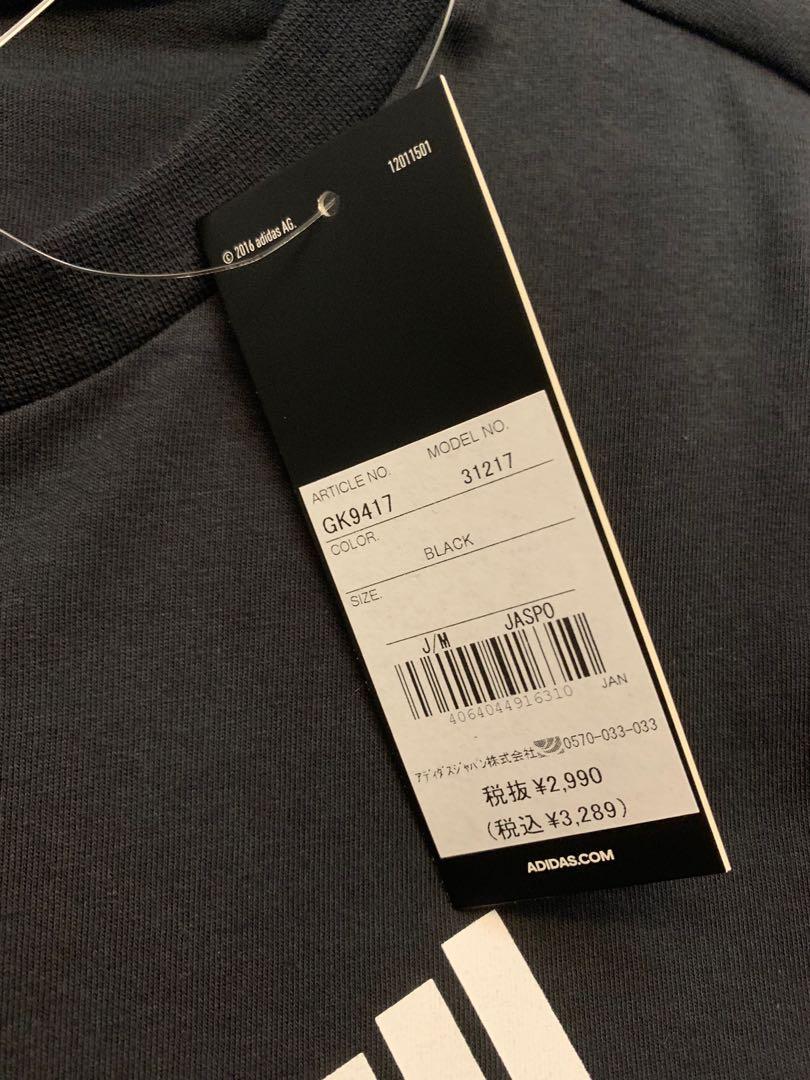 12011501
© 2016 adidas AG.
ARTICLE NO. MODEL NO.
GK9417 31217
COLOR.
BLACK
SIZE.
J/M JASPO
4064044916310 JAN
アディダスジャパン株式会社 0570-033-033
税抜 ¥2,990
(税込 ¥3,289)
ADIDAS.COM